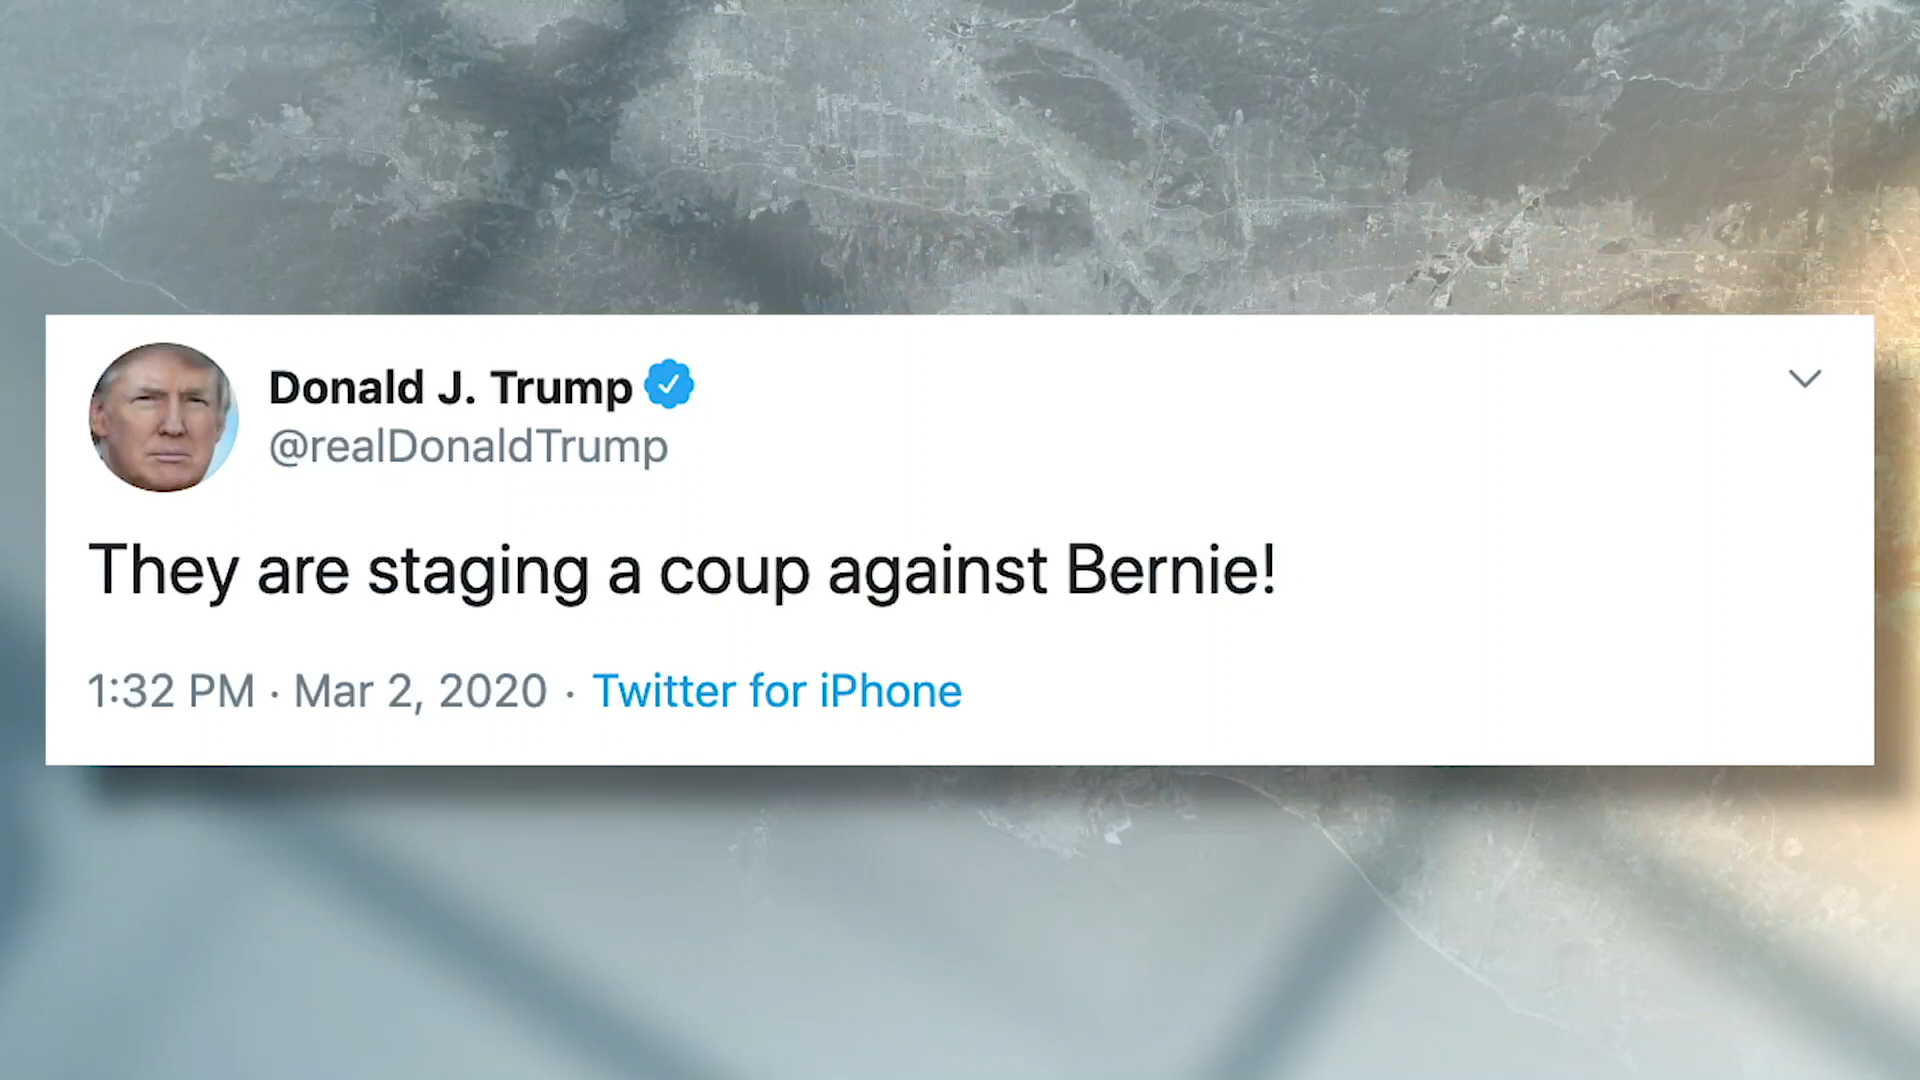 Donald J. Trump
@realDonaldTrump
They are staging a coup against Bernie!
1:32 PM · Mar 2, 2020 · Twitter for iPhone